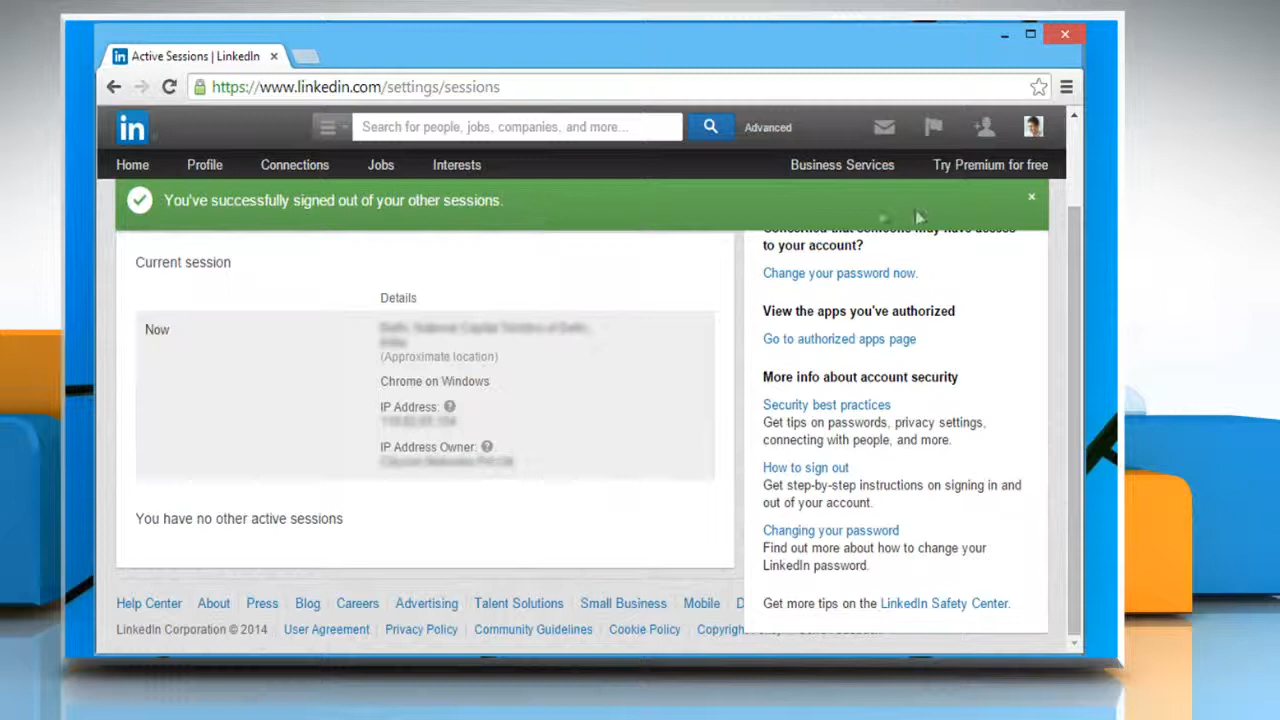 Active Sessions | LinkedIn
https://www.linkedin.com/settings/sessions
in
Search for people, jobs, companies, and more...
Advanced
Home Profile Connections Jobs Interests Business Services Try Premium for free
You've successfully signed out of your other sessions.
Current session
Details
Now
(Approximate location)
Chrome on Windows
IP Address:
IP Address Owner:
You have no other active sessions
Concerned that someone may have access
to your account?
Change your password now.
View the apps you've authorized
Go to authorized apps page
More info about account security
Security best practices
Get tips on passwords, privacy settings,
connecting with people, and more.
How to sign out
Get step-by-step instructions on signing in and
out of your account.
Changing your password
Find out more about how to change your
LinkedIn password.
Get more tips on the LinkedIn Safety Center.
Help Center About Press Blog Careers Advertising Talent Solutions Small Business Mobile D
LinkedIn Corporation © 2014 User Agreement Privacy Policy Community Guidelines Cookie Policy